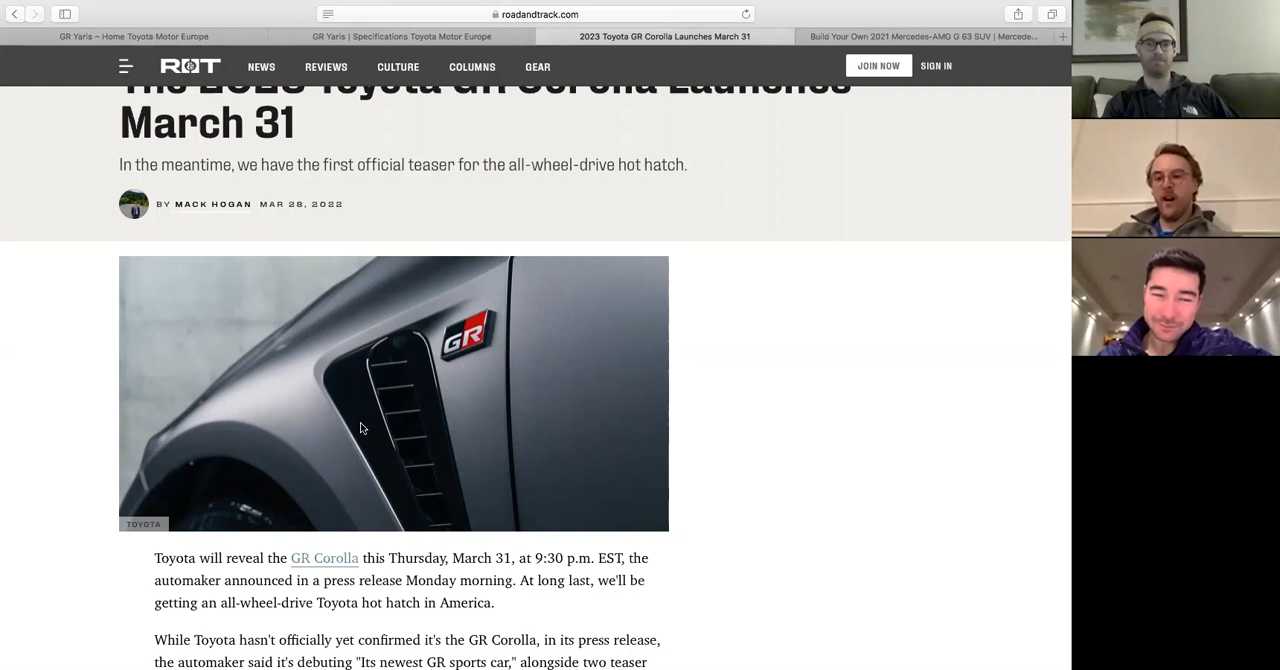 roadandtrack.com
GR Yaris – Home Toyota Motor Europe
GR Yaris | Specifications Toyota Motor Europe
2023 Toyota GR Corolla Launches March 31
Build Your Own 2021 Mercedes-AMG G 63 SUV | Mercede...
R&T NEWS REVIEWS CULTURE COLUMNS GEAR JOIN NOW SIGN IN
The 2023 Toyota GR Corolla Launches
March 31
In the meantime, we have the first official teaser for the all-wheel-drive hot hatch.
BY MACK HOGAN MAR 28, 2022
GR
TOYOTA
Toyota will reveal the GR Corolla this Thursday, March 31, at 9:30 p.m. EST, the
automaker announced in a press release Monday morning. At long last, we'll be
getting an all-wheel-drive Toyota hot hatch in America.
While Toyota hasn't officially yet confirmed it's the GR Corolla, in its press release,
the automaker said it's debuting "Its newest GR sports car," alongside two teaser